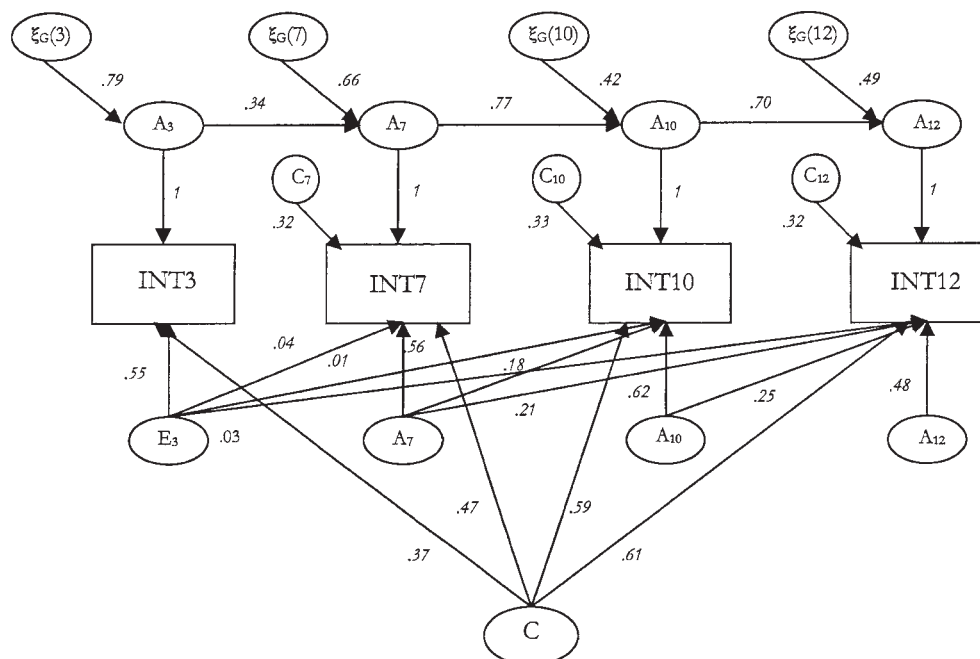 ξG(3) ξG(7) ξG(10) ξG(12)
.79 .66 .42 .49
.34 .77 .70
A3 A7 A10 A12
C7 C10 C12
1 1 1 1
.32 .33 .32
INT3 INT7 INT10 INT12
.04 .56
.55 .01 .18 .62 .25 .48
.21
E3 .03 A7 A10 A12
.47 .59
.37 .61
C